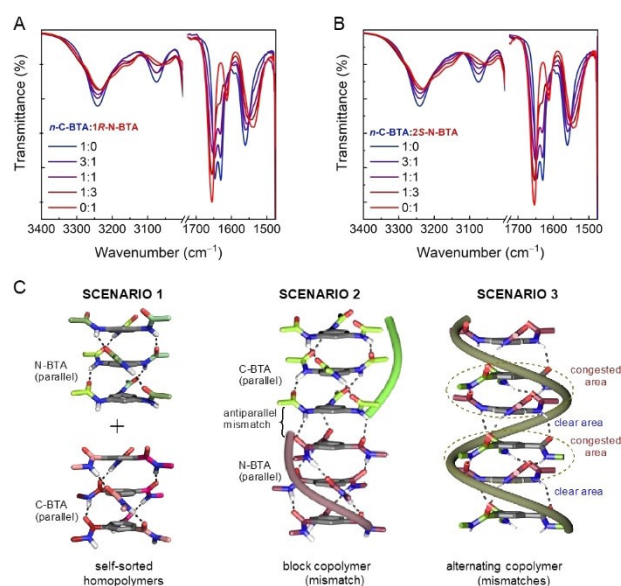 A
Transmittance (%)
n-C-BTA:1R-N-BTA
1:0
3:1
1:1
1:3
0:1
3400 3300 3200 3100 1700 1600 1500
Wavenumber (cm⁻¹)
B
Transmittance (%)
n-C-BTA:2S-N-BTA
1:0
3:1
1:1
1:3
0:1
3400 3300 3200 3100 1700 1600 1500
Wavenumber (cm⁻¹)
C
SCENARIO 1
N-BTA
(parallel)
+
C-BTA
(parallel)
self-sorted
homopolymers
SCENARIO 2
C-BTA
(parallel)
antiparallel
mismatch
N-BTA
(parallel)
block copolymer
(mismatch)
SCENARIO 3
congested
area
clear area
congested
area
clear area
alternating copolymer
(mismatches)